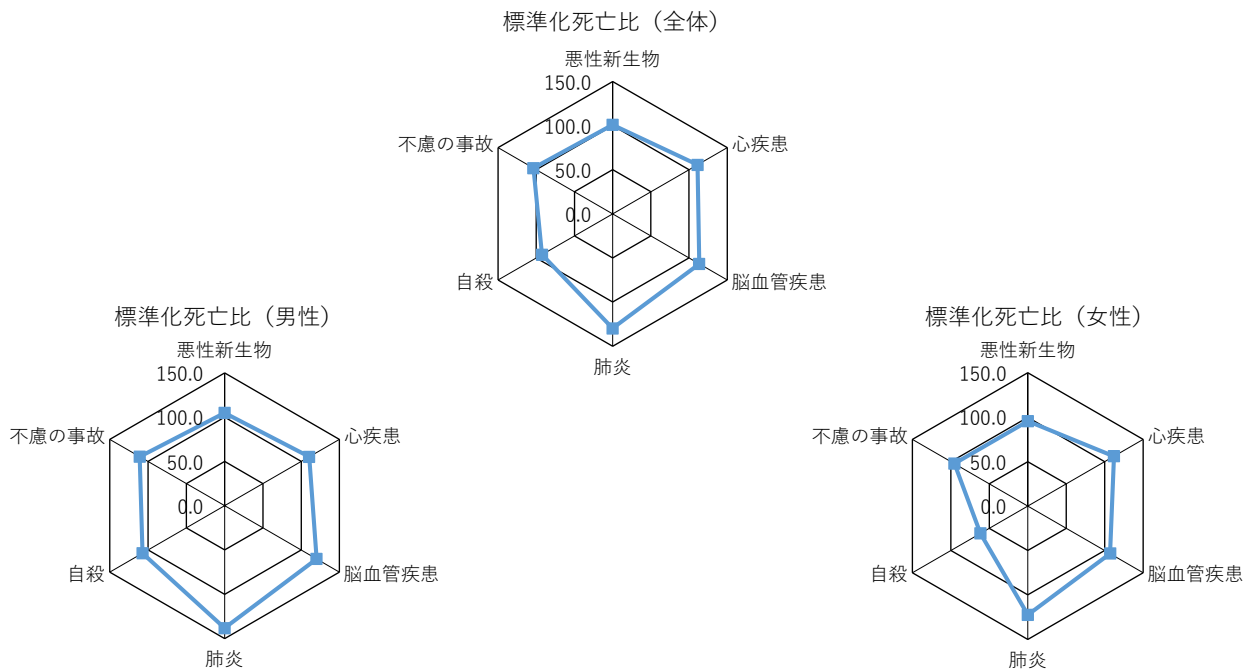 標準化死亡比（全体）
悪性新生物
150.0
100.0
50.0
0.0
不慮の事故
心疾患
自殺
脳血管疾患
肺炎
標準化死亡比（男性）
悪性新生物
150.0
100.0
50.0
0.0
不慮の事故
心疾患
自殺
脳血管疾患
肺炎
標準化死亡比（女性）
悪性新生物
150.0
100.0
50.0
0.0
不慮の事故
心疾患
自殺
脳血管疾患
肺炎